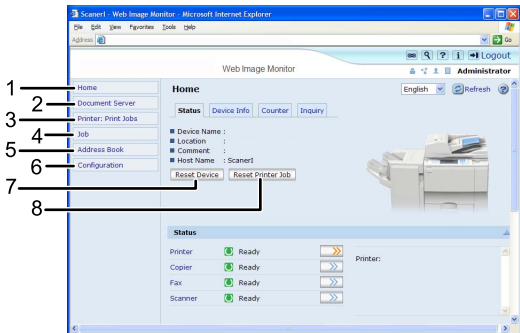 ScanerI - Web Image Monitor - Microsoft Internet Explorer
File Edit View Favorites Tools Help
Address Go
? i Logout
Web Image Monitor Administrator
1 Home
2 Document Server
3 Printer: Print Jobs
4 Job
5 Address Book
6 Configuration
7
8
Home English Refresh ?
Status Device Info Counter Inquiry
Device Name :
Location :
Comment :
Host Name : ScanerI
Reset Device Reset Printer Job
Status
Printer Ready
Copier Ready
Fax Ready
Scanner Ready
Printer: